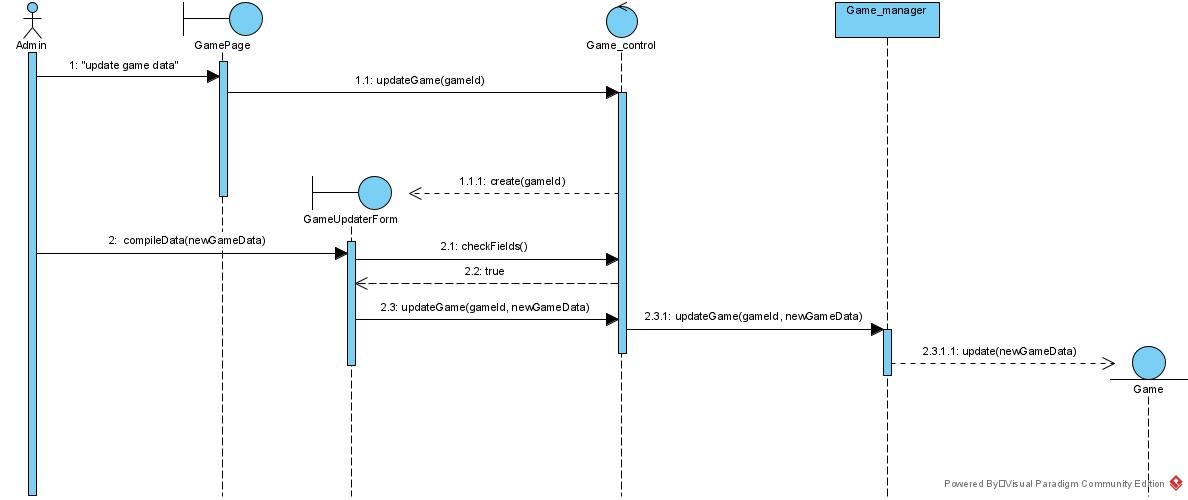 Admin
GamePage
Game_control
Game_manager
1: "update game data"
1.1: updateGame(gameId)
1.1.1: create(gameId)
GameUpdaterForm
2: compileData(newGameData)
2.1: checkFields()
2.2: true
2.3: updateGame(gameId, newGameData)
2.3.1: updateGame(gameId, newGameData)
2.3.1.1: update(newGameData)
Game
Powered By Visual Paradigm Community Edition